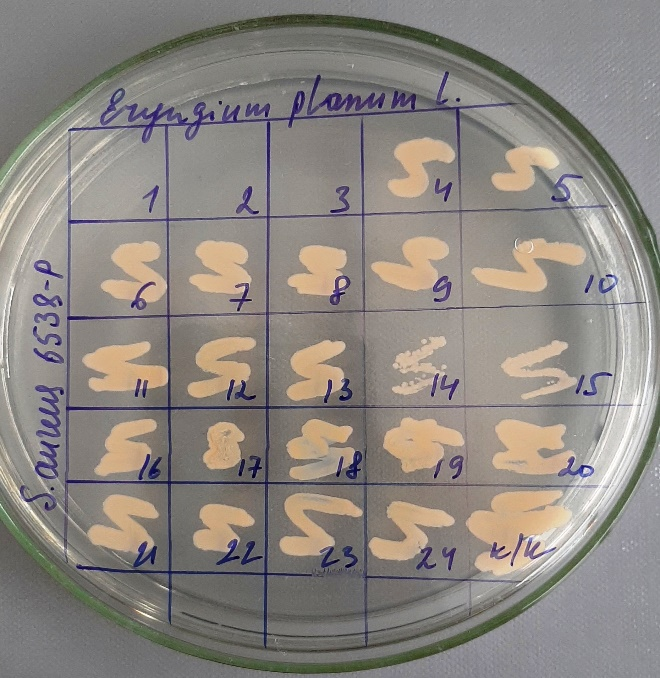 Eryngium planum L.
S. aureus 6538-P
1 2 3 4 5
6 7 8 9 10
11 12 13 14 15
16 17 18 19 20
21 22 23 24 к/к